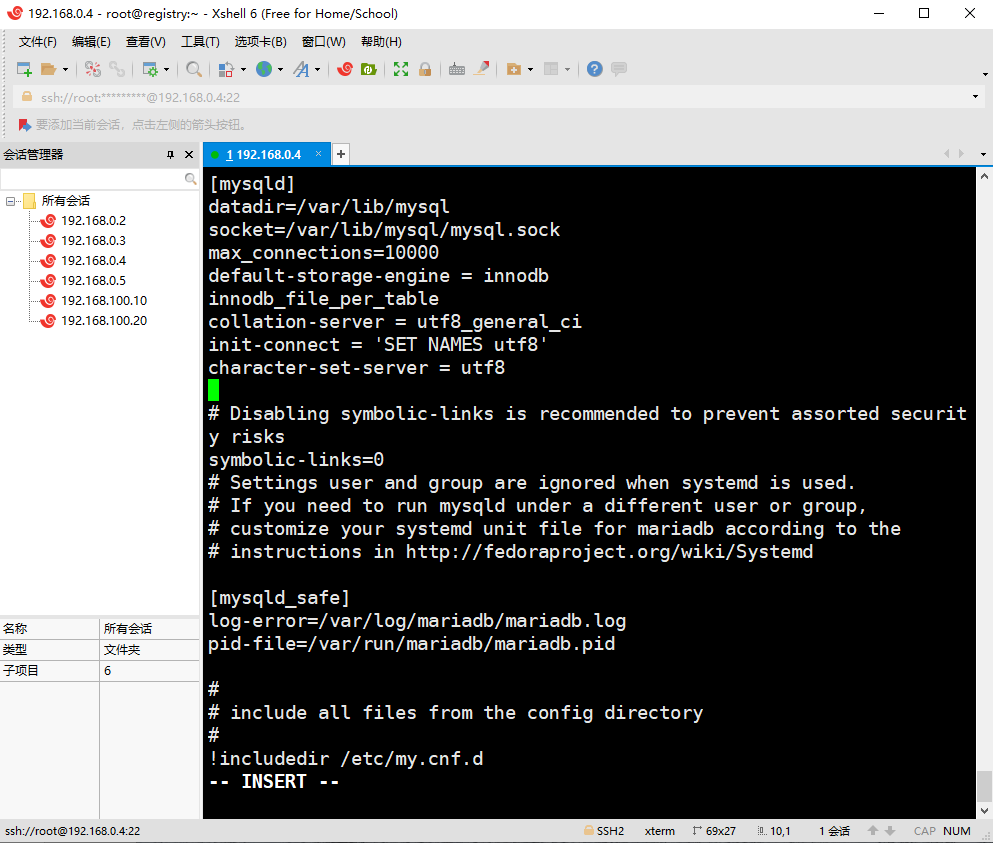 192.168.0.4 - root@registry:~ - Xshell 6 (Free for Home/School)
文件(F) 编辑(E) 查看(V) 工具(T) 选项卡(B) 窗口(W) 帮助(H)
ssh://root:*********@192.168.0.4:22
要添加当前会话，点击左侧的箭头按钮。
会话管理器
1 192.168.0.4 × +
所有会话
192.168.0.2
192.168.0.3
192.168.0.4
192.168.0.5
192.168.100.10
192.168.100.20
名称 所有会话
类型 文件夹
子项目 6
[mysqld]
datadir=/var/lib/mysql
socket=/var/lib/mysql/mysql.sock
max_connections=10000
default-storage-engine = innodb
innodb_file_per_table
collation-server = utf8_general_ci
init-connect = 'SET NAMES utf8'
character-set-server = utf8
# Disabling symbolic-links is recommended to prevent assorted securit
y risks
symbolic-links=0
# Settings user and group are ignored when systemd is used.
# If you need to run mysqld under a different user or group,
# customize your systemd unit file for mariadb according to the
# instructions in http://fedoraproject.org/wiki/Systemd
[mysqld_safe]
log-error=/var/log/mariadb/mariadb.log
pid-file=/var/run/mariadb/mariadb.pid
#
# include all files from the config directory
#
!includedir /etc/my.cnf.d
-- INSERT --
ssh://root@192.168.0.4:22 SSH2 xterm 69x27 10,1 1 会话 CAP NUM